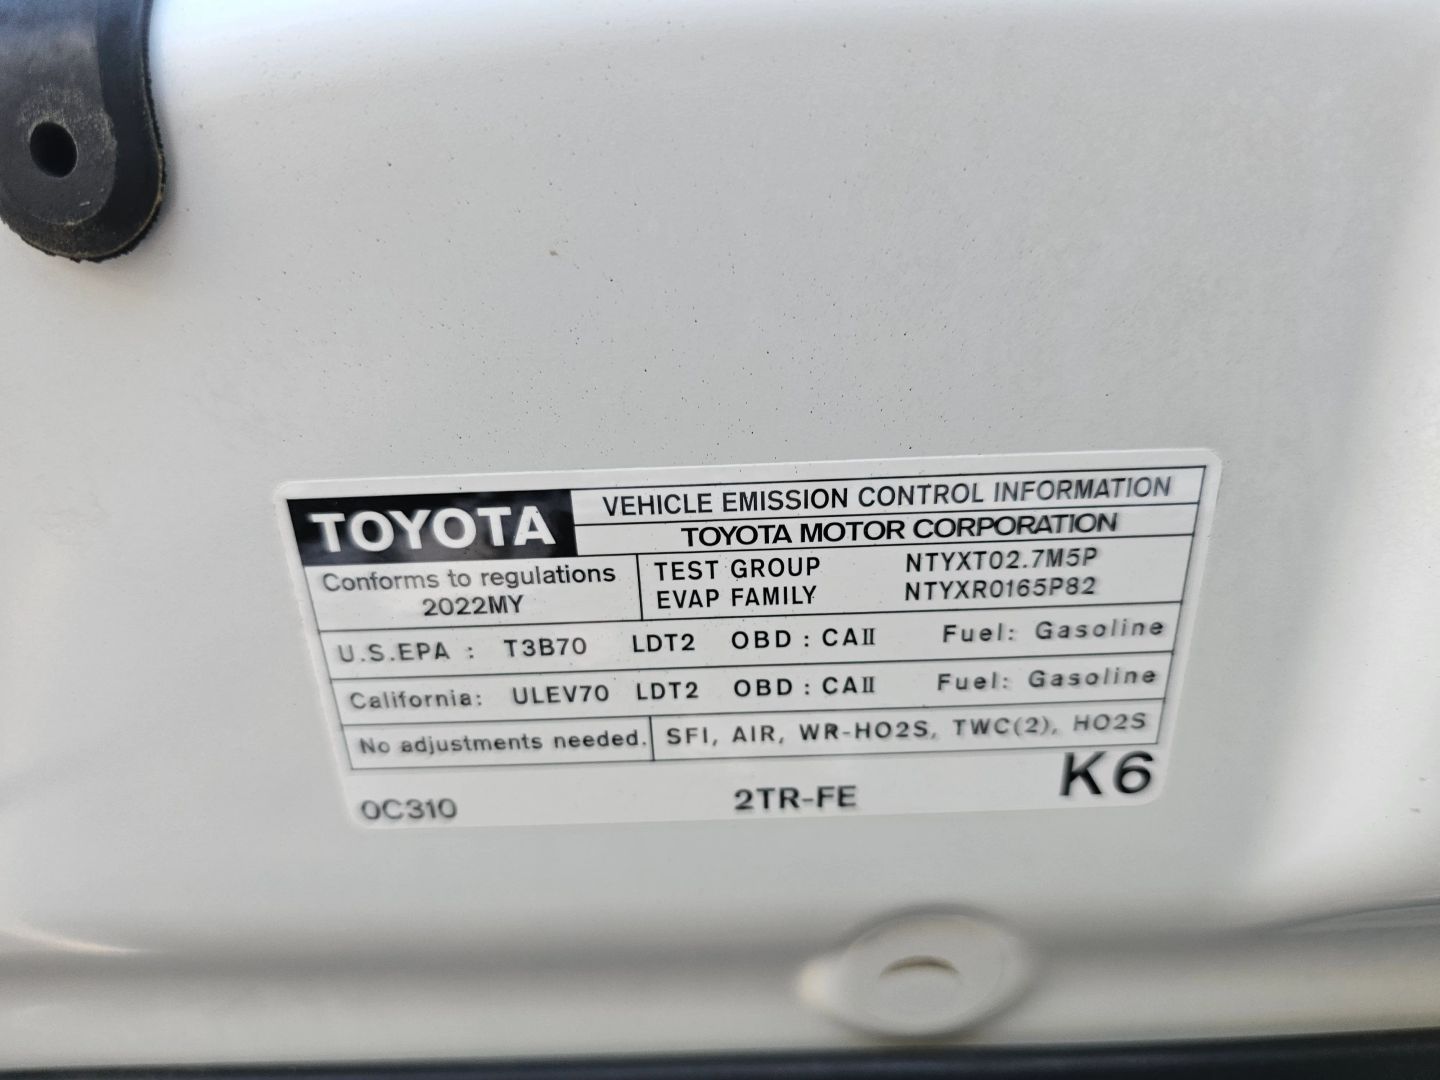 TOYOTA VEHICLE EMISSION CONTROL INFORMATION
TOYOTA MOTOR CORPORATION
Conforms to regulations
2022MY
TEST GROUP NTYXT02.7M5P
EVAP FAMILY NTYXR0165P82
U.S.EPA : T3B70 LDT2 OBD : CAⅡ Fuel: Gasoline
California: ULEV70 LDT2 OBD : CAⅡ Fuel: Gasoline
No adjustments needed. SFI, AIR, WR-HO2S, TWC(2), HO2S
0C310 2TR-FE K6